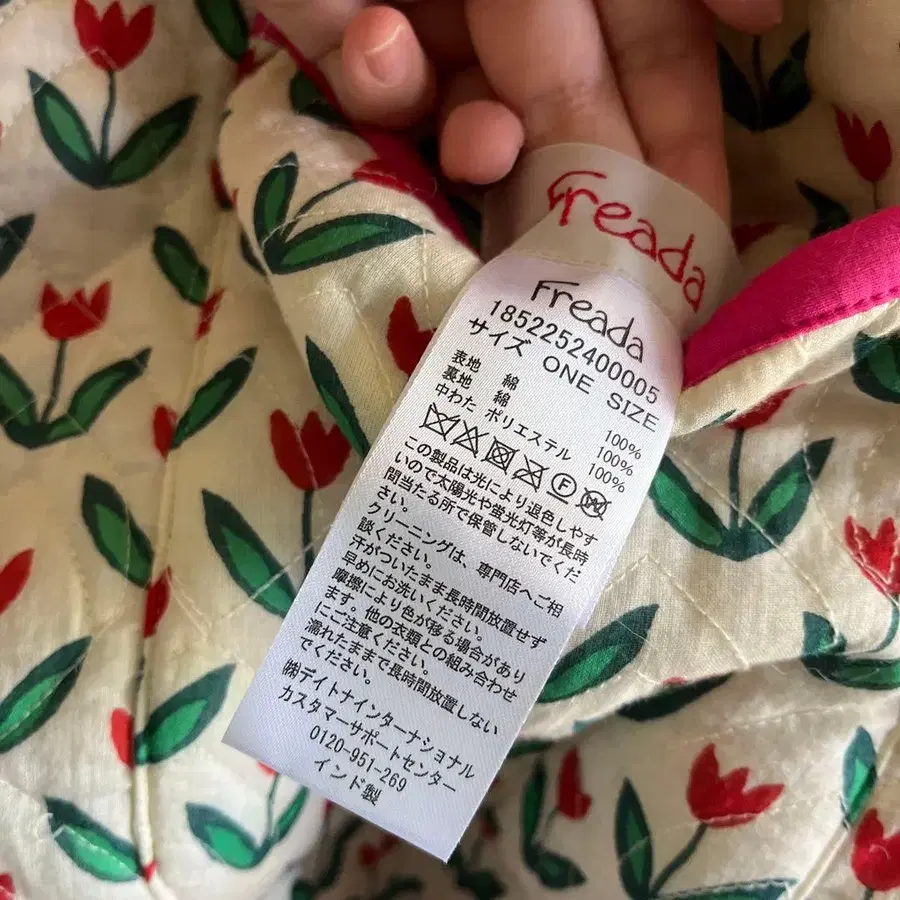 Freada
Freada
1852252400005
サイズ ONE SIZE
表地 綿 100%
裏地 綿 100%
中わた ポリエステル 100%
F
この製品は光により退色しやす
いので太陽光や蛍光灯等が長時
間当たる所で保管しないでくだ
さい。
クリーニングは、専門店へご相
談ください。
汗がついたまま長時間放置せず
早めにお洗いください。
摩擦により色が移る場合があり
ます。他の衣類との組み合わせ
にご注意ください。
濡れたままで長時間放置しない
でください。
㈱デイトナインターナショナル
カスタマーサポートセンター
0120-951-269
インド製